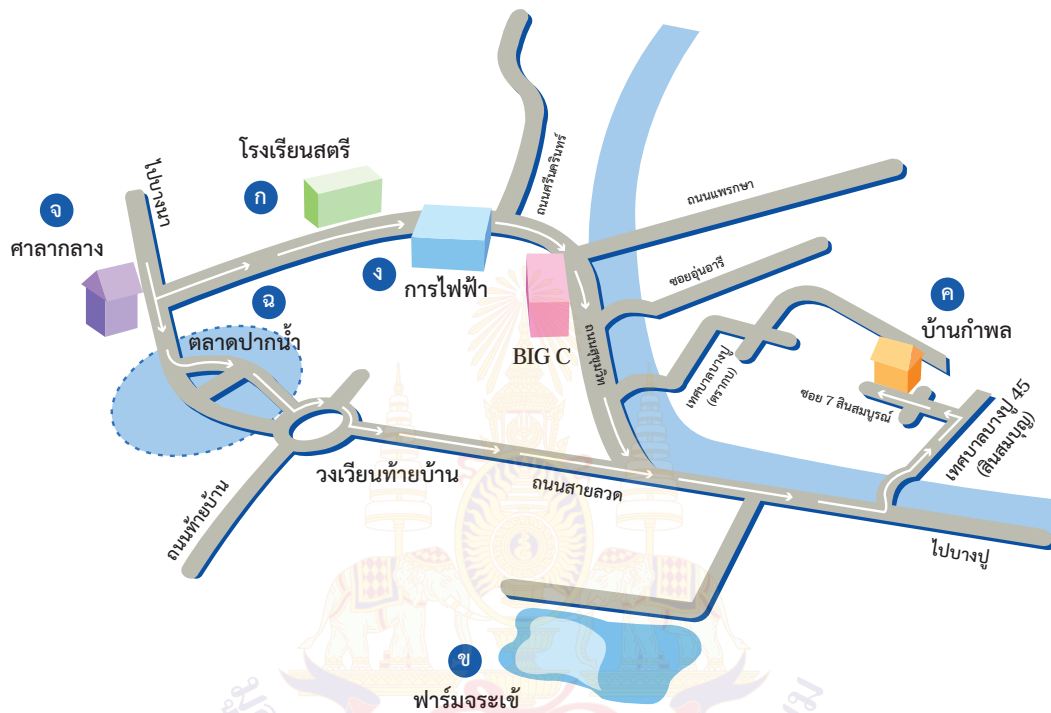 ไปบางนา
โรงเรียนสตรี
ก
จ
ศาลากลาง
ถนนศรีนครินทร์
ถนนแพรกษา
ง
การไฟฟ้า
ฉ
ตลาดปากน้ำ
ซอยอุ่นอารี
ค
บ้านกำพล
BIG C
ถนนสุขุมวิท
เทศบาลบางปู
(ตรากบ)
ซอย 7 สินสมบูรณ์
เทศบาลบางปู 45
(สินสมบุญ)
วงเวียนท้ายบ้าน
ถนนสายลวด
ถนนท้ายบ้าน
ไปบางปู
ข
ฟาร์มจระเข้